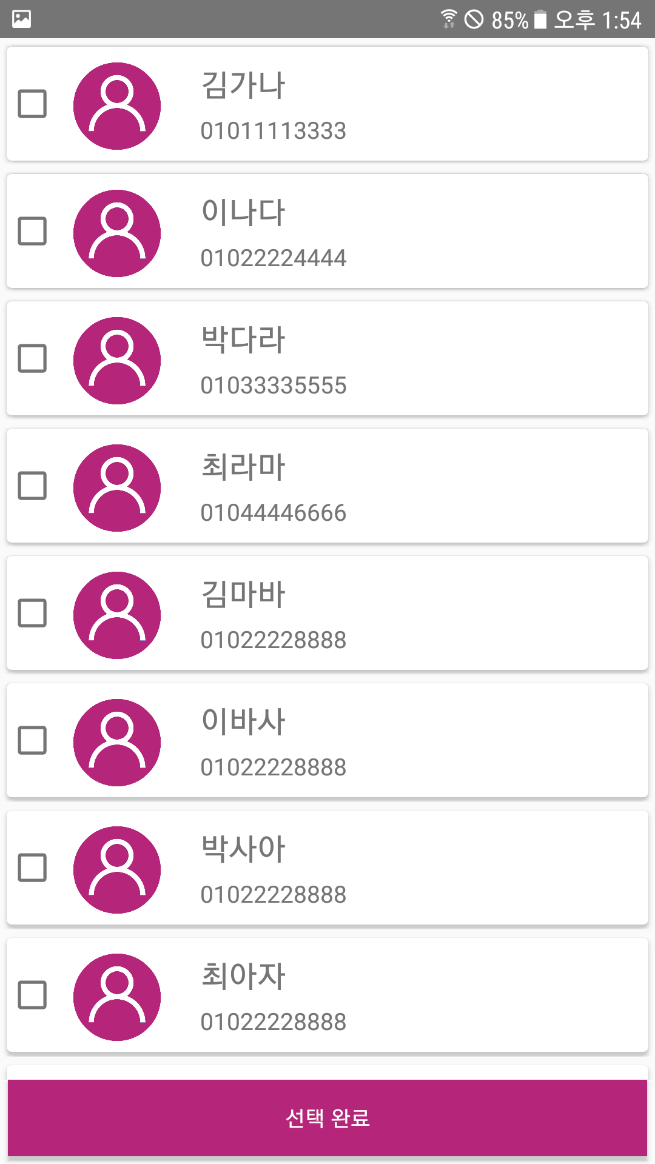 85% 오후 1:54
김가나
01011113333
이나다
01022224444
박다라
01033335555
최라마
01044446666
김마바
01022228888
이바사
01022228888
박사아
01022228888
최아자
01022228888
선택 완료